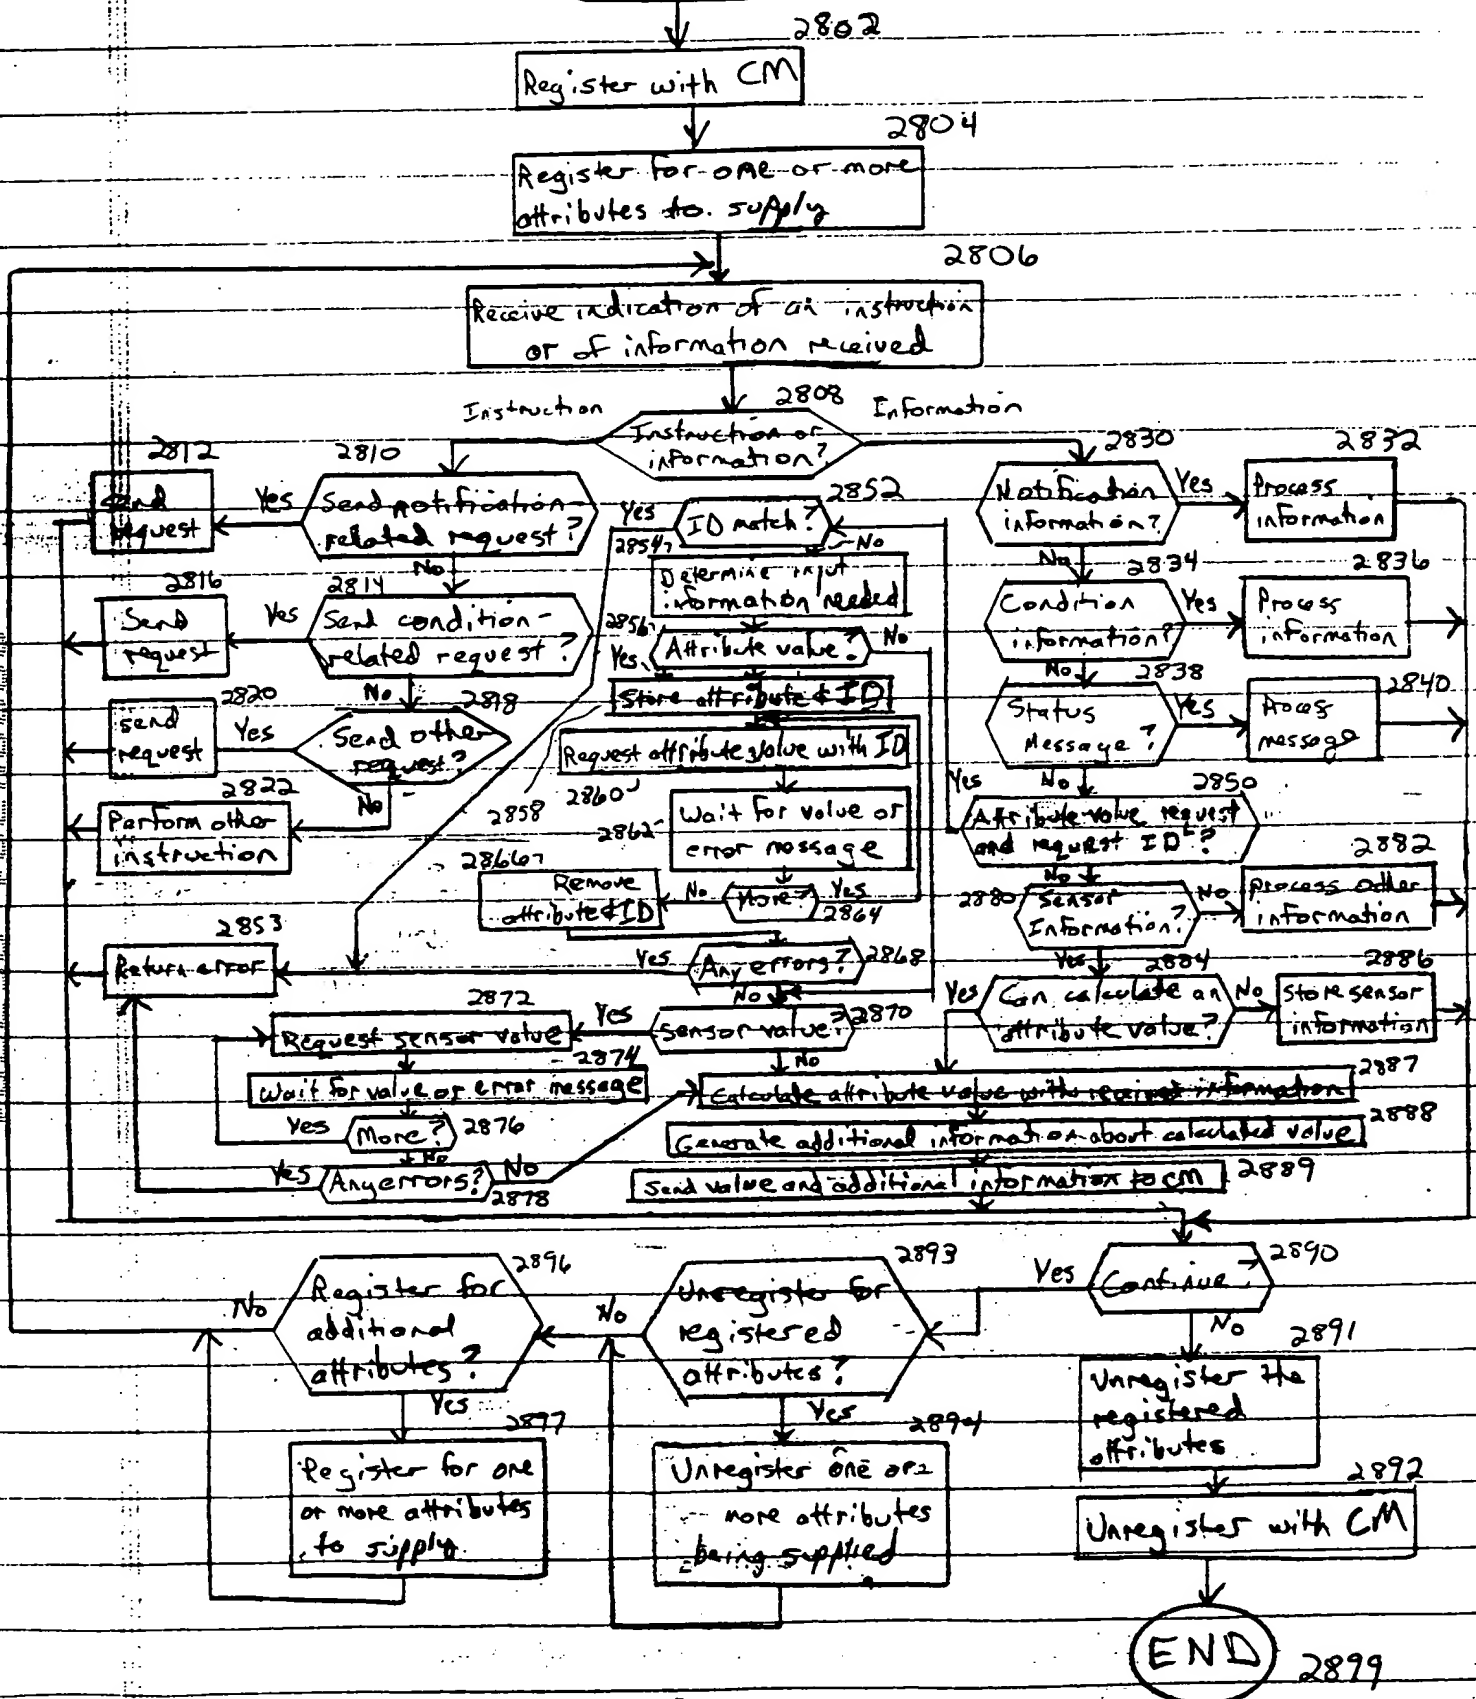 2802
Register with CM
2804
Register for one or more
attributes to supply
2806
Receive indication of an instruction
or of information received
2808
Instruction
Information
Instruction or
information?
2812
2810
2830
2832
Send
request
Yes
Send notification-
related request?
No
2852
Yes
ID match?
No
Notification
information?
Yes
Process
information
No
2816
2814
2854
Determine input
information needed
2834
2836
Send
request
Yes
Send condition-
related request?
No
2856
Attribute value?
No
Yes
Condition
information?
Yes
Process
information
No
2820
2818
Store attribute & ID
2838
2840
send
request
Yes
Send other
request?
No
Request attribute value with ID
Status
Message?
Yes
Process
message
No
2822
2858
2860
Yes
2850
Perform other
instruction
2862
Wait for value or
error message
Attribute value request
and request ID?
No
2882
2866
Remove
attribute & ID
No
More?
Yes
2864
2880
Sensor
Information?
No
Process other
information
Yes
2853
Return error
Yes
Any errors?
2868
No
2884
2886
Yes
Can calculate an
attribute value?
No
Store sensor
information
2872
Request sensor value
Yes
Sensor value?
2870
No
2874
Wait for value or error message
2887
Calculate attribute value with received information
Yes
More?
2876
No
2888
Generate additional information about calculated value
Yes
Any errors?
No
2878
2889
Send value and additional information to CM
2896
2893
2890
No
Register for
additional
attributes?
Yes
No
Unregister for
registered
attributes?
Yes
Yes
Continue?
No
2891
Unregister the
registered
attributes
2897
2894
Register for one
or more attributes
to supply
Unregister one or
more attributes
being supplied
2892
Unregister with CM
END
2899